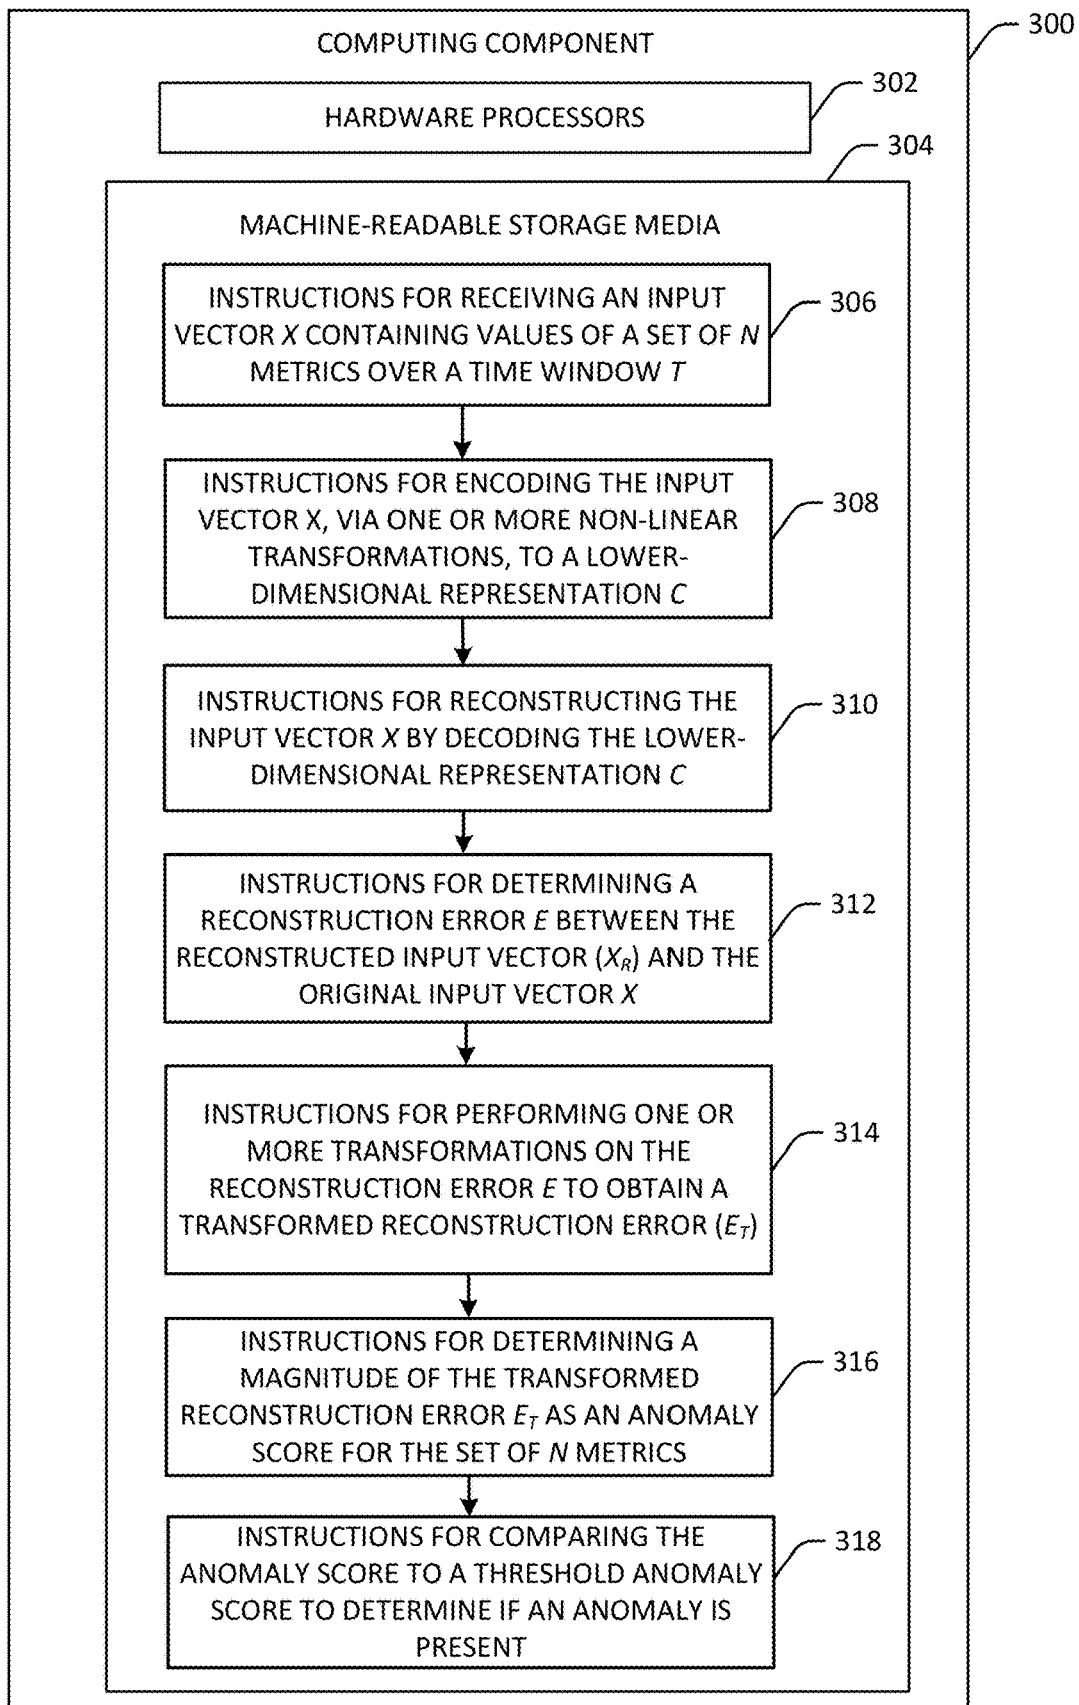 300
COMPUTING COMPONENT
302
HARDWARE PROCESSORS
304
MACHINE-READABLE STORAGE MEDIA
INSTRUCTIONS FOR RECEIVING AN INPUT
VECTOR X CONTAINING VALUES OF A SET OF N
METRICS OVER A TIME WINDOW T
306
INSTRUCTIONS FOR ENCODING THE INPUT
VECTOR X, VIA ONE OR MORE NON-LINEAR
TRANSFORMATIONS, TO A LOWER-
DIMENSIONAL REPRESENTATION C
308
INSTRUCTIONS FOR RECONSTRUCTING THE
INPUT VECTOR X BY DECODING THE LOWER-
DIMENSIONAL REPRESENTATION C
310
INSTRUCTIONS FOR DETERMINING A
RECONSTRUCTION ERROR E BETWEEN THE
RECONSTRUCTED INPUT VECTOR (XR) AND THE
ORIGINAL INPUT VECTOR X
312
INSTRUCTIONS FOR PERFORMING ONE OR
MORE TRANSFORMATIONS ON THE
RECONSTRUCTION ERROR E TO OBTAIN A
TRANSFORMED RECONSTRUCTION ERROR (ET)
314
INSTRUCTIONS FOR DETERMINING A
MAGNITUDE OF THE TRANSFORMED
RECONSTRUCTION ERROR ET AS AN ANOMALY
SCORE FOR THE SET OF N METRICS
316
INSTRUCTIONS FOR COMPARING THE
ANOMALY SCORE TO A THRESHOLD ANOMALY
SCORE TO DETERMINE IF AN ANOMALY IS
PRESENT
318